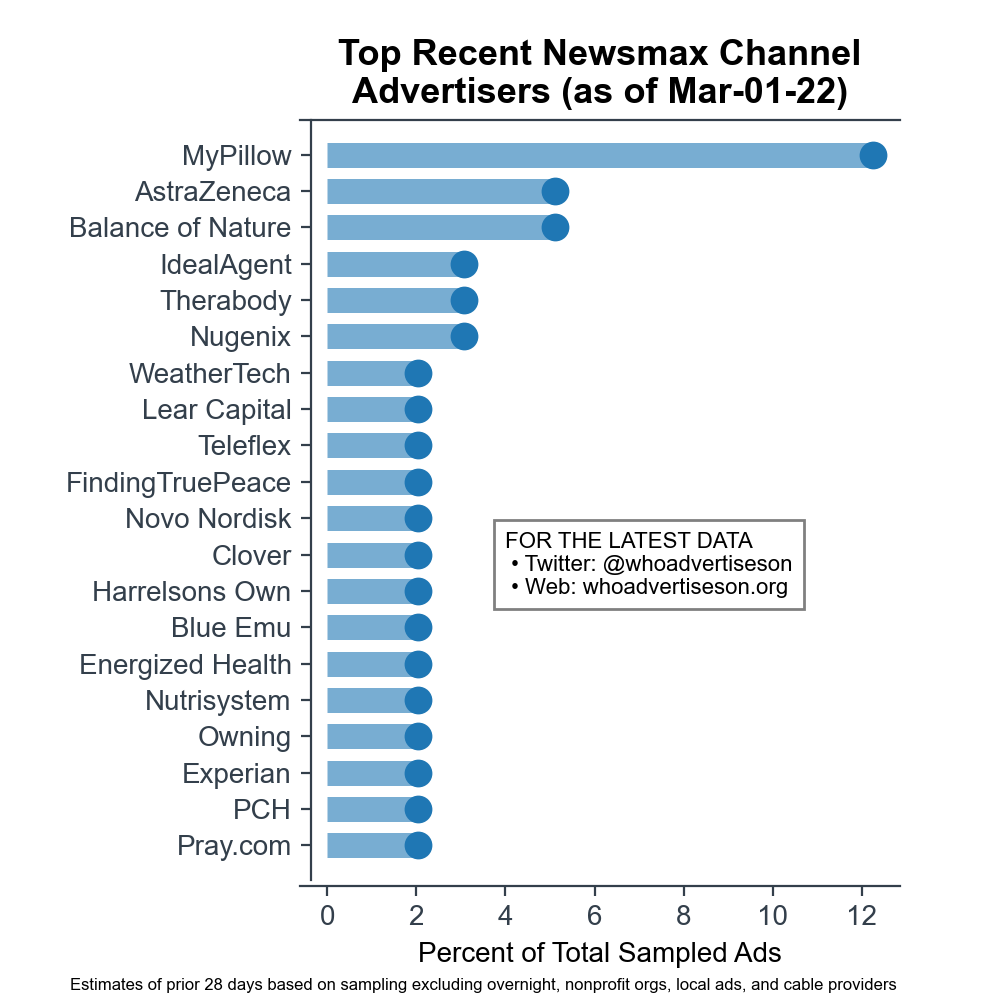 Top Recent Newsmax Channel
Advertisers (as of Mar-01-22)
MyPillow
AstraZeneca
Balance of Nature
IdealAgent
Therabody
Nugenix
WeatherTech
Lear Capital
Teleflex
FindingTruePeace
Novo Nordisk
Clover
Harrelsons Own
Blue Emu
Energized Health
Nutrisystem
Owning
Experian
PCH
Pray.com
FOR THE LATEST DATA
• Twitter: @whoadvertiseson
• Web: whoadvertiseson.org
0 2 4 6 8 10 12
Percent of Total Sampled Ads
Estimates of prior 28 days based on sampling excluding overnight, nonprofit orgs, local ads, and cable providers